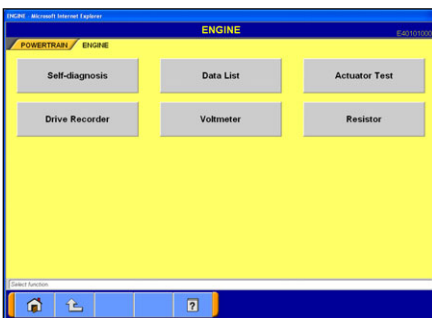 ENGINE - Microsoft Internet Explorer
ENGINE
E40101000
POWERTRAIN ENGINE
Self-diagnosis Data List Actuator Test
Drive Recorder Voltmeter Resistor
Select function.
?